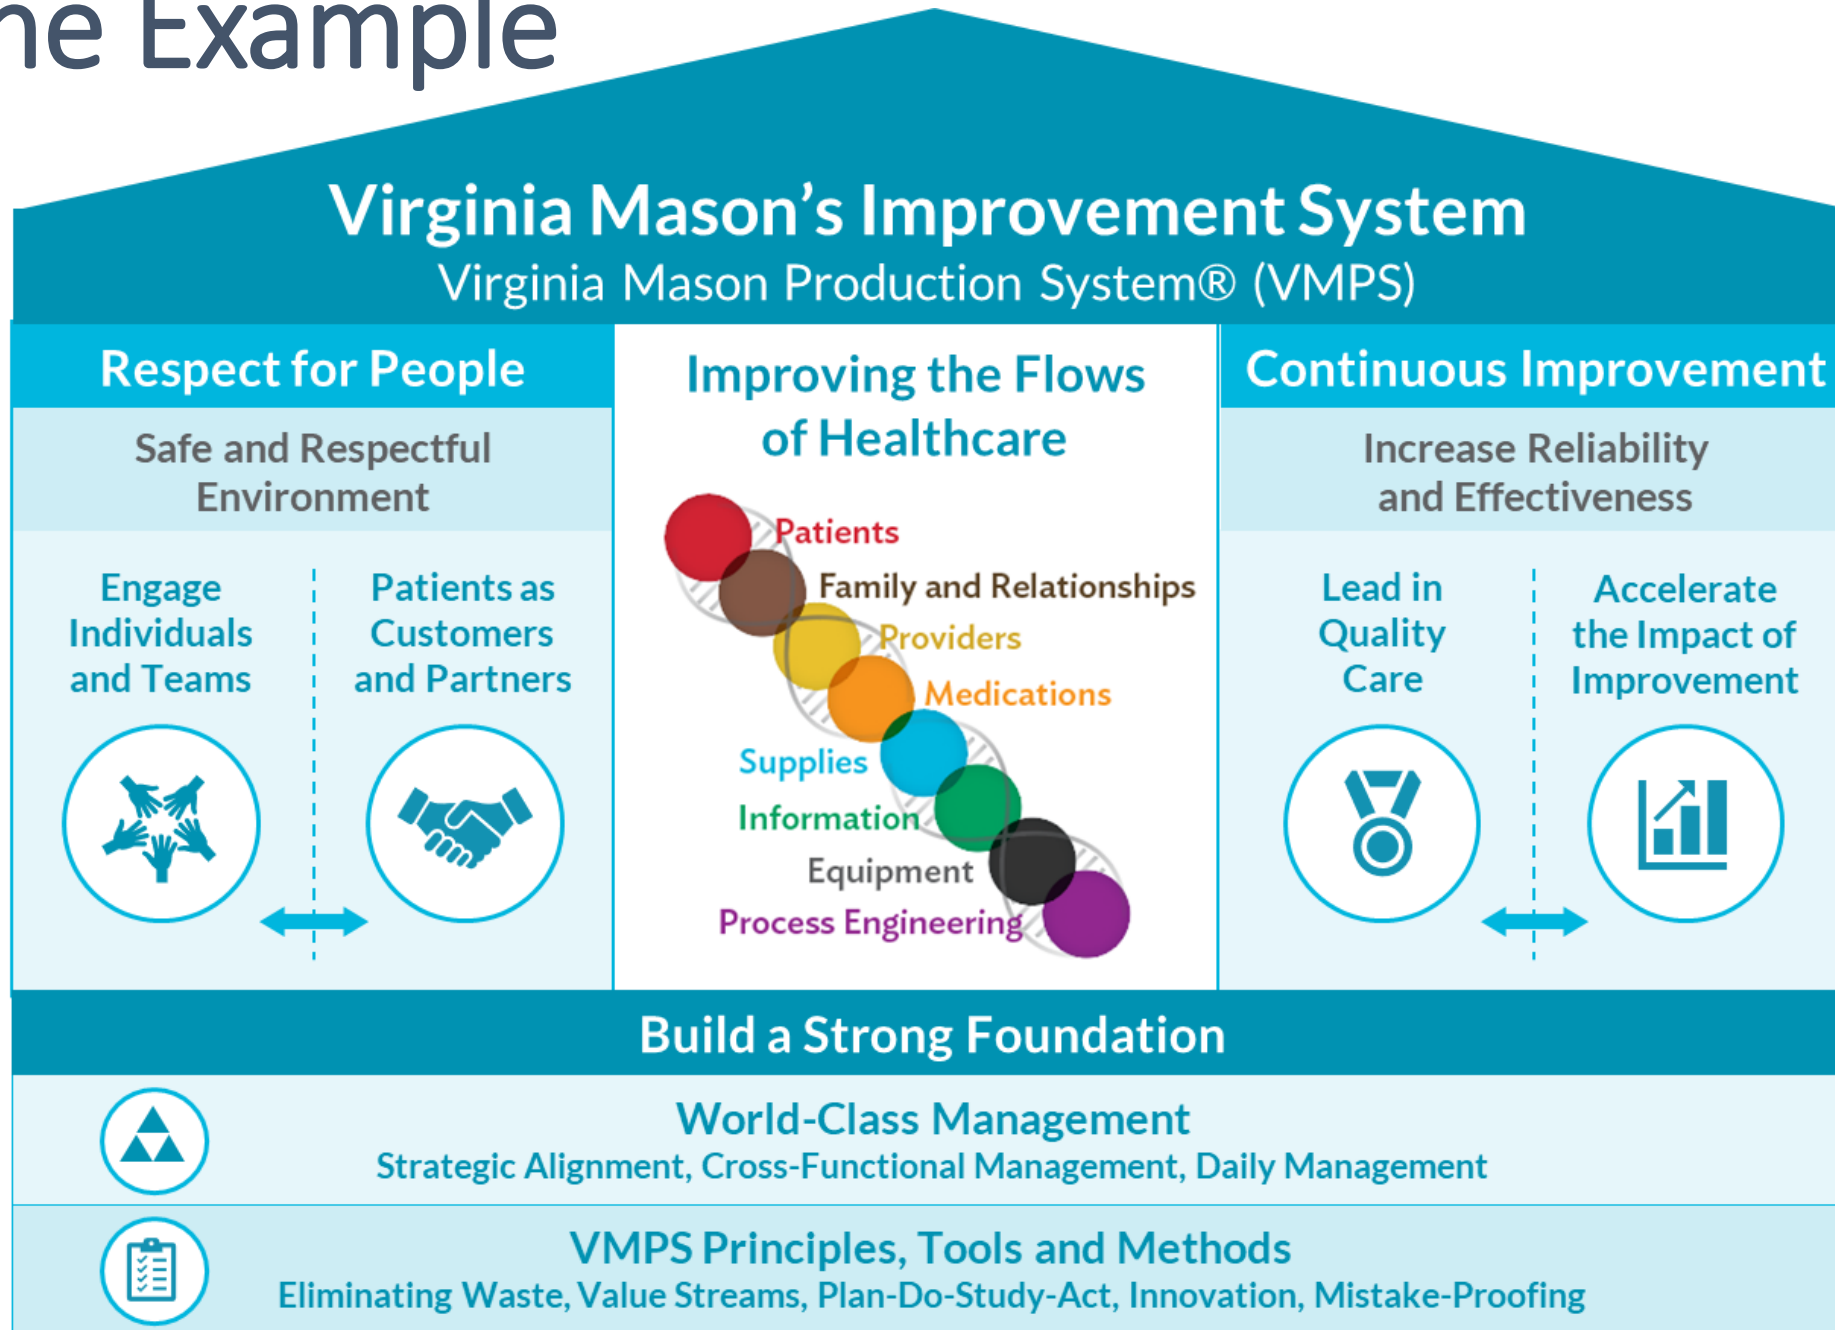 ne Example
Virginia Mason's Improvement System
Virginia Mason Production System® (VMPS)
Respect for People
Safe and Respectful
Environment
Engage
Individuals
and Teams
Patients as
Customers
and Partners
Improving the Flows
of Healthcare
Patients
Family and Relationships
Providers
Medications
Supplies
Information
Equipment
Process Engineering
Continuous Improvement
Increase Reliability
and Effectiveness
Lead in
Quality
Care
Accelerate
the Impact of
Improvement
Build a Strong Foundation
World-Class Management
Strategic Alignment, Cross-Functional Management, Daily Management
VMPS Principles, Tools and Methods
Eliminating Waste, Value Streams, Plan-Do-Study-Act, Innovation, Mistake-Proofing